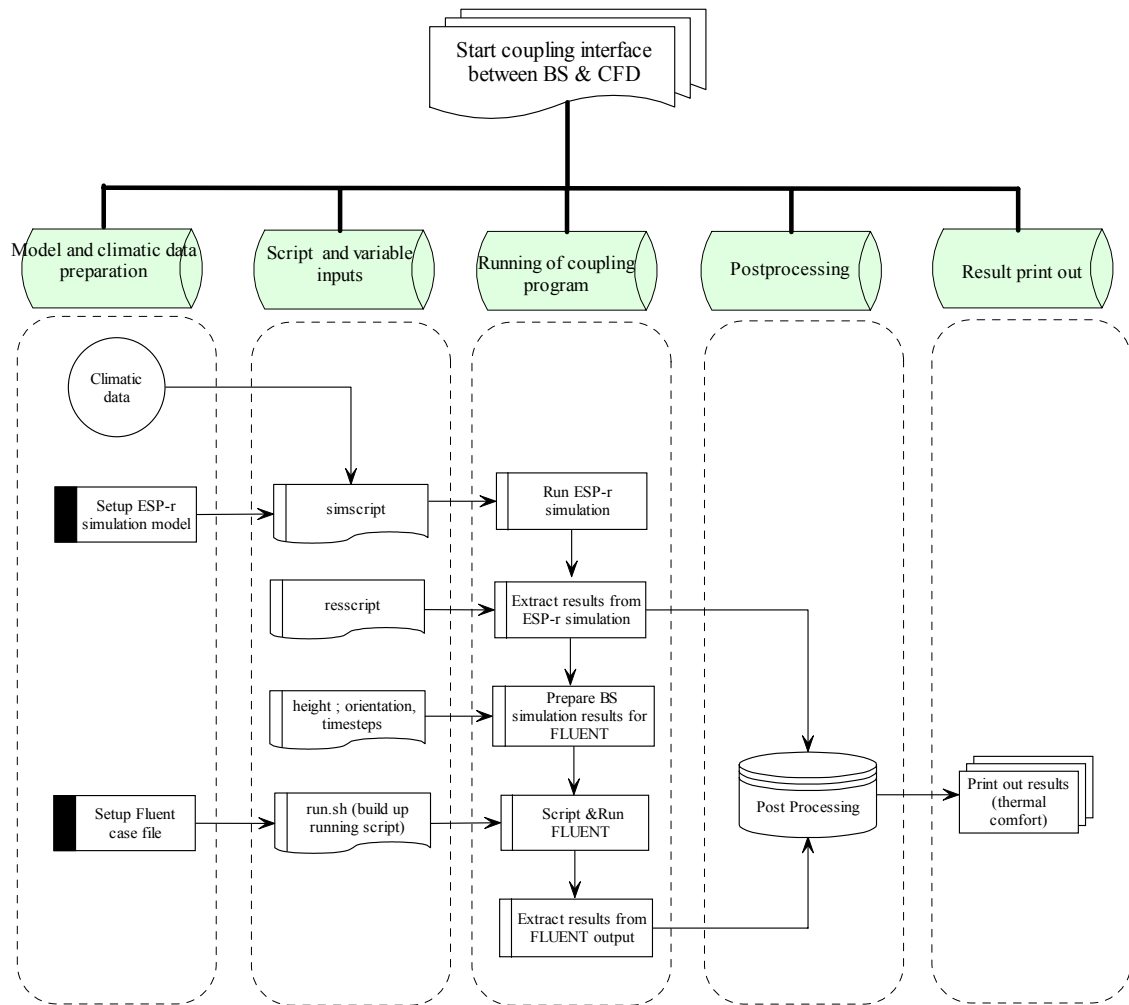 Start coupling interface
between BS & CFD
Model and climatic data
preparation
Script and variable
inputs
Running of coupling
program
Postprocessing
Result print out
Climatic
data
Setup ESP-r
simulation model
simscript
Run ESP-r
simulation
resscript
Extract results from
ESP-r simulation
height ; orientation,
timesteps
Prepare BS
simulation results for
FLUENT
Setup Fluent
case file
run.sh (build up
running script)
Script &Run
FLUENT
Post Processing
Print out results
(thermal
comfort)
Extract results from
FLUENT output